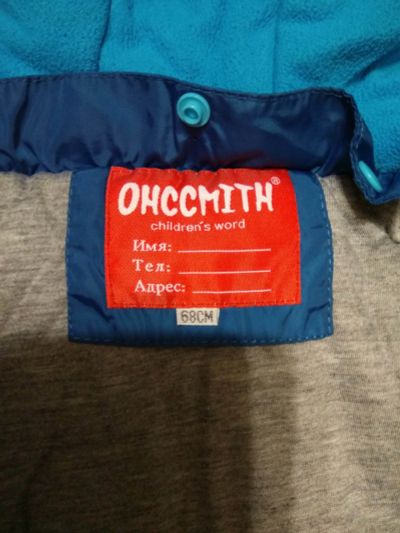 OHCCMITH®
children's word
Имя:
Тел:
Адрес:
68CM